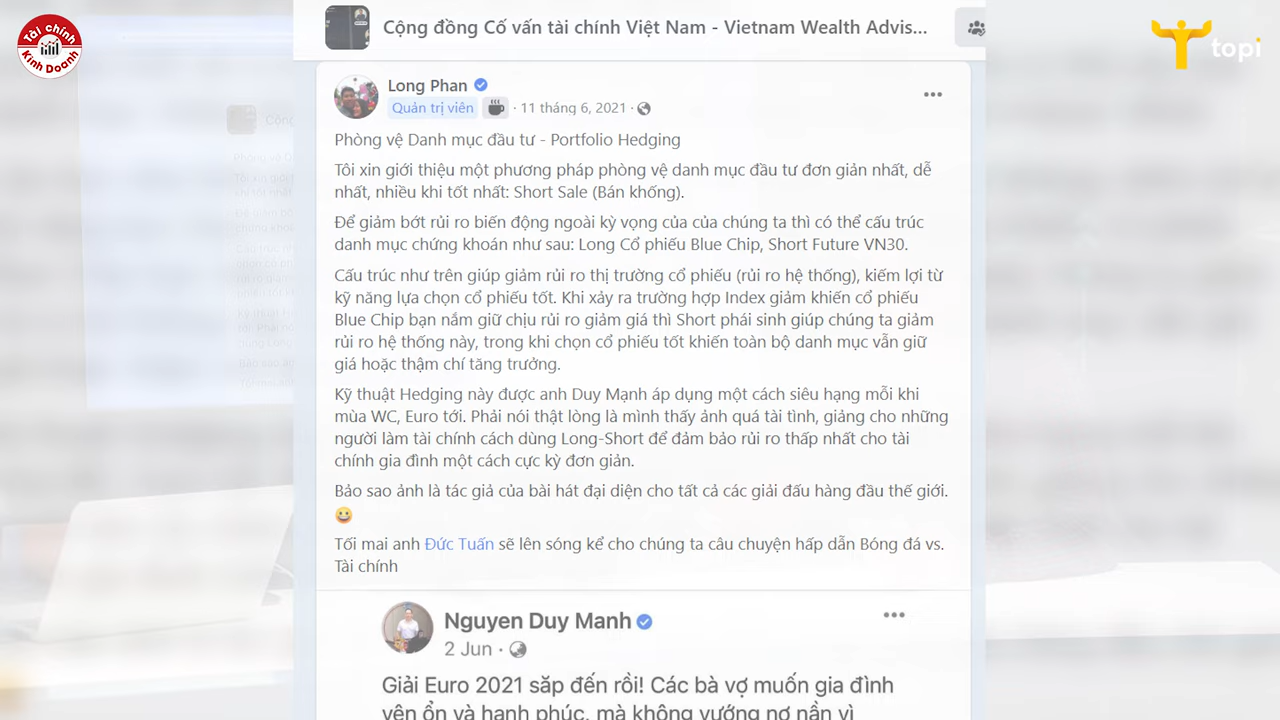 Tài chính
Kinh Doanh
topi
Cộng đồng Cố vấn tài chinh Việt Nam - Vietnam Wealth Advis...
Long Phan
Quản trị viên · 11 tháng 6, 2021 ·
Phòng vệ Danh mục đầu tư - Portfolio Hedging
Tôi xin giới thiệu một phương pháp phòng vệ danh mục đầu tư đơn giản nhất, dễ
nhất, nhiều khi tốt nhất: Short Sale (Bán khống).
Để giảm bớt rủi ro biến động ngoài kỳ vọng của của chúng ta thì có thể cấu trúc
danh mục chứng khoán như sau: Long Cổ phiếu Blue Chip, Short Future VN30.
Cấu trúc như trên giúp giảm rủi ro thị trường cổ phiếu (rủi ro hệ thống), kiếm lợi từ
kỹ năng lựa chọn cổ phiếu tốt. Khi xảy ra trường hợp Index giảm khiến cổ phiếu
Blue Chip bạn nắm giữ chịu rủi ro giảm giá thì Short phái sinh giúp chúng ta giảm
rủi ro hệ thống này, trong khi chọn cổ phiếu tốt khiến toàn bộ danh mục vẫn giữ
giá hoặc thậm chí tăng trưởng.
Kỹ thuật Hedging này được anh Duy Mạnh áp dụng một cách siêu hạng mỗi khi
mùa WC, Euro tới. Phải nói thật lòng là mình thấy ảnh quá tài tình, giảng cho những
người làm tài chính cách dùng Long-Short để đảm bảo rủi ro thấp nhất cho tài
chính gia đình một cách cực kỳ đơn giản.
Bảo sao ảnh là tác giả của bài hát đại diện cho tất cả các giải đấu hàng đầu thế giới.
😀
Tối mai anh Đức Tuấn sẽ lên sóng kể cho chúng ta câu chuyện hấp dẫn Bóng đá vs.
Tài chính
Nguyen Duy Manh
2 Jun ·
Giải Euro 2021 sắp đến rồi! Các bà vợ muốn gia đình
yên ổn và hạnh phúc, mà không vướng nợ nần vì